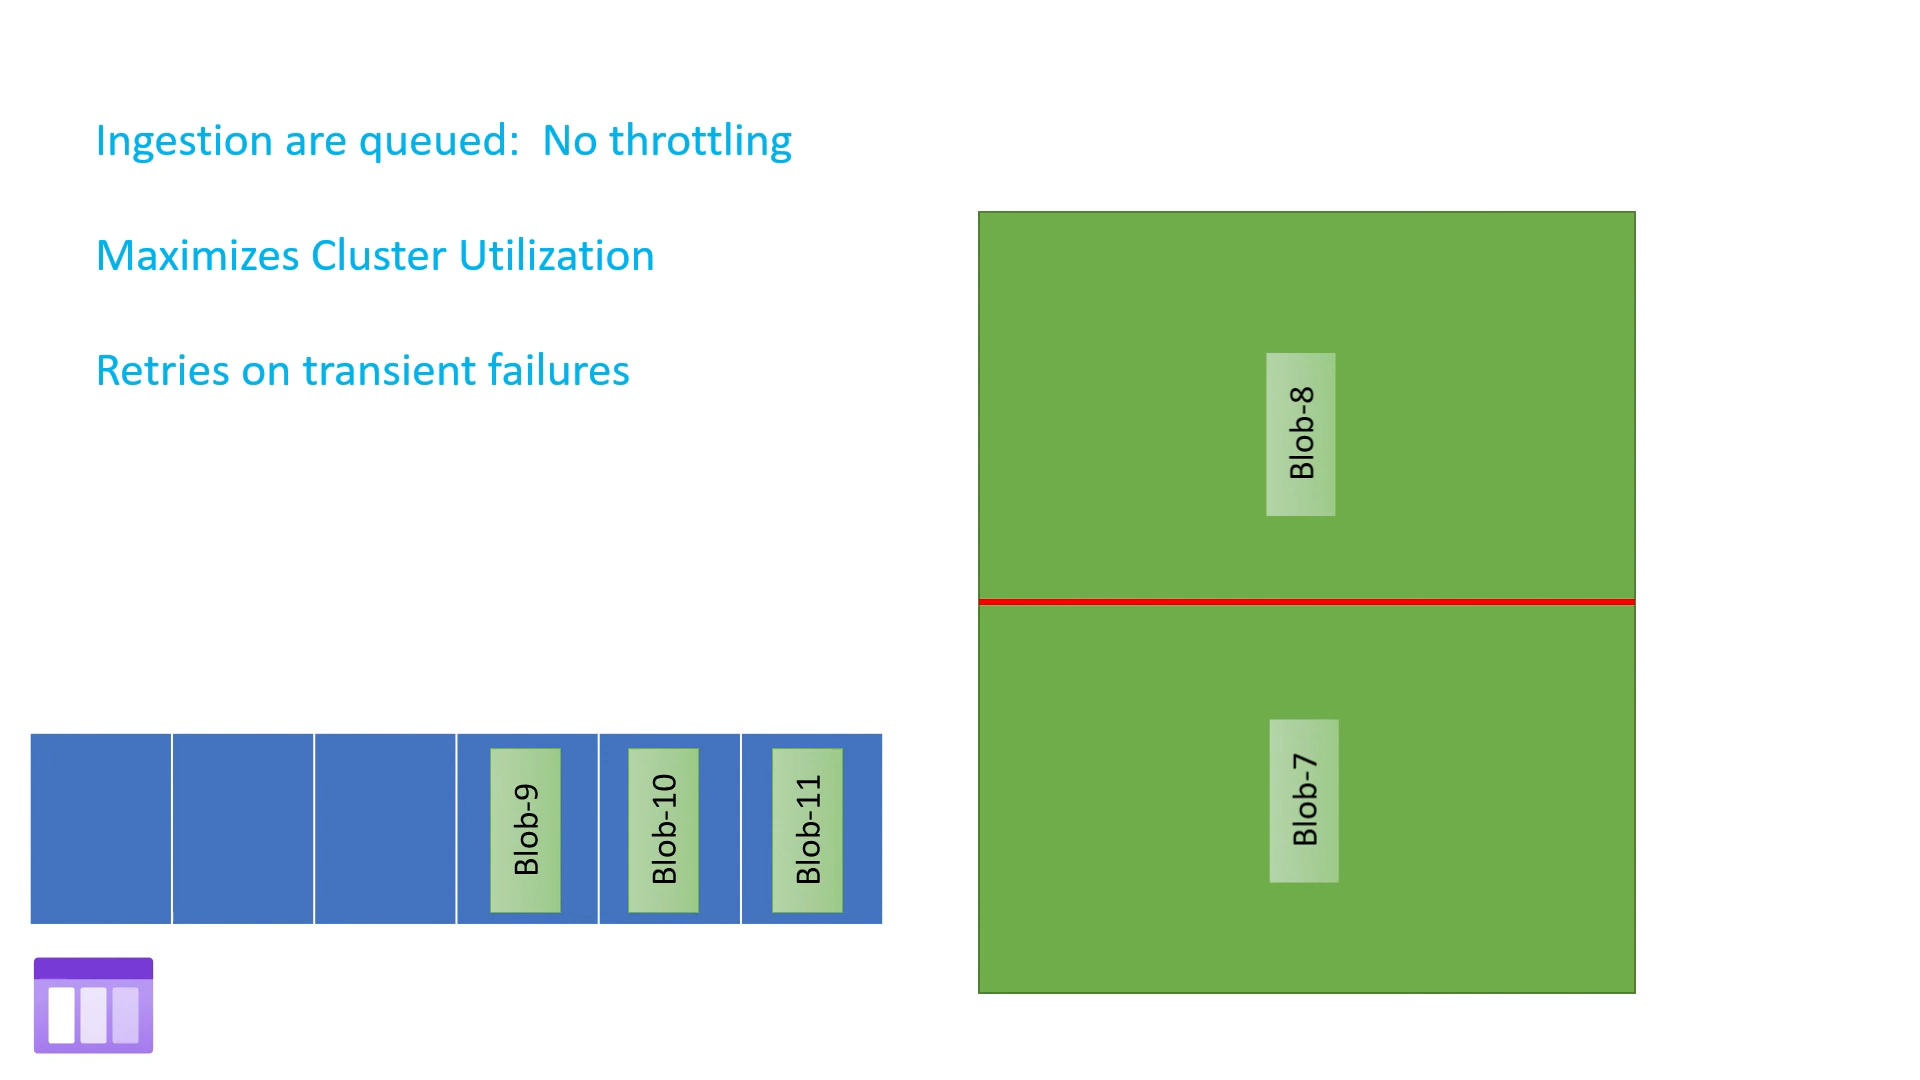 Ingestion are queued:  No throttling
Maximizes Cluster Utilization
Retries on transient failures
Blob-8
Blob-7
Blob-9
Blob-10
Blob-11